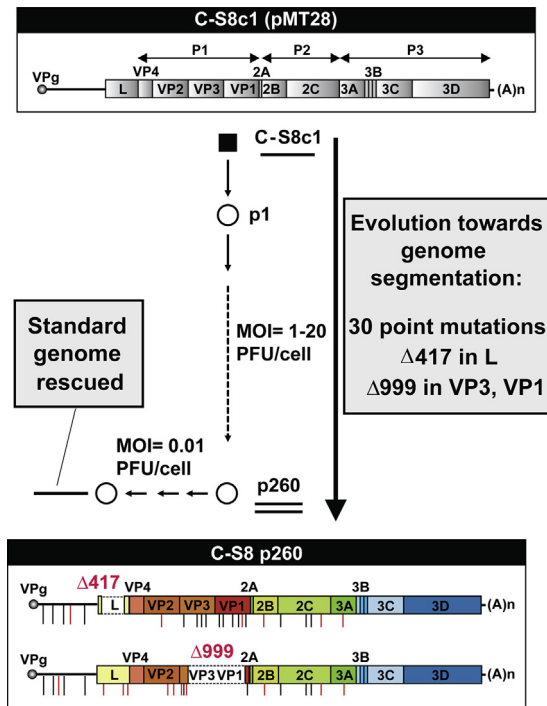 C-S8c1 (pMT28)
P1 P2 P3
VPg VP4 2A 3B
L VP2 VP3 VP1 2B 2C 3A 3C 3D (A)n
C-S8c1
p1
Evolution towards
genome
segmentation:
30 point mutations
Δ417 in L
Δ999 in VP3, VP1
Standard
genome
rescued
MOI= 1-20
PFU/cell
MOI= 0.01
PFU/cell
p260
C-S8 p260
Δ417
VPg VP4 2A 3B
L VP2 VP3 VP1 2B 2C 3A 3C 3D (A)n
Δ999
VPg VP4 2A 3B
L VP2 VP3 VP1 2B 2C 3A 3C 3D (A)n